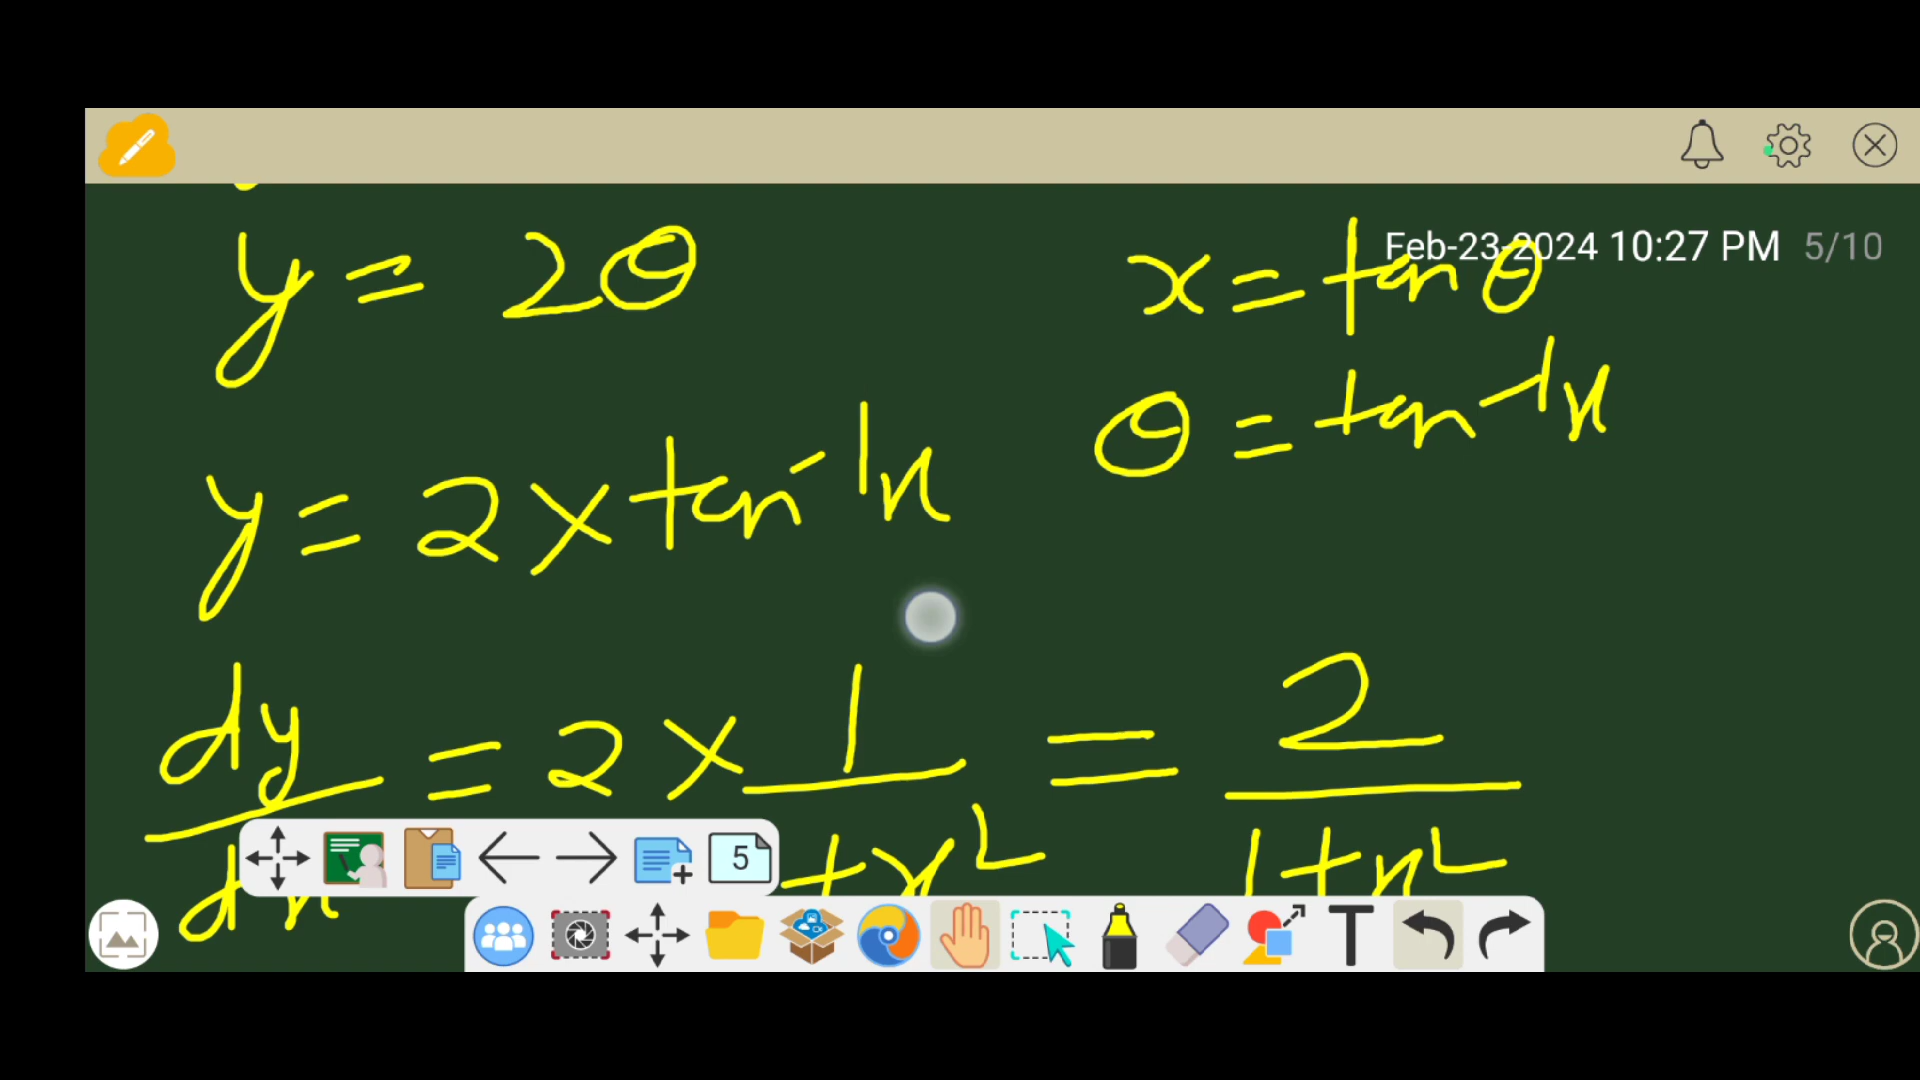 y = 2θ
x = tan θ
Feb-23-2024 10:27 PM 5/10
θ = tan⁻¹x
y = 2 × tan⁻¹x
dy/dx = 2 × 1/1+x² = 2/1+x²
5
T